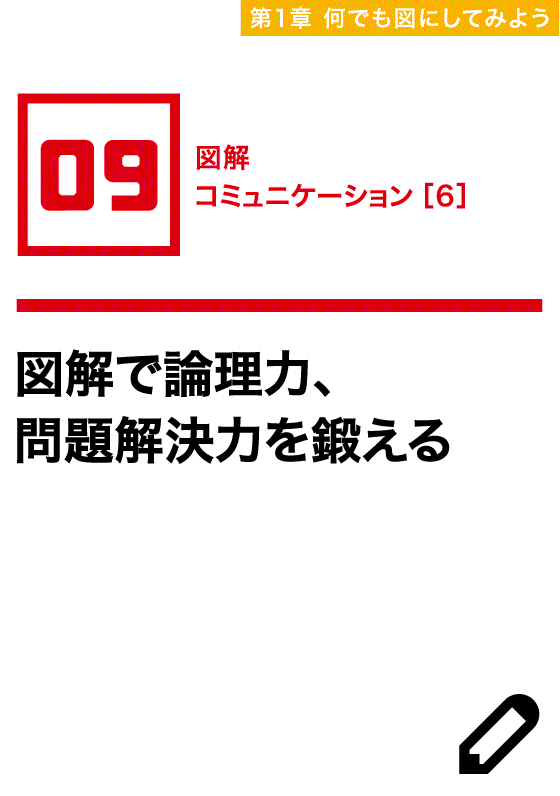 第1章 何でも図にしてみよう
09
図解
コミュニケーション［6］
図解で論理力、
問題解決力を鍛える